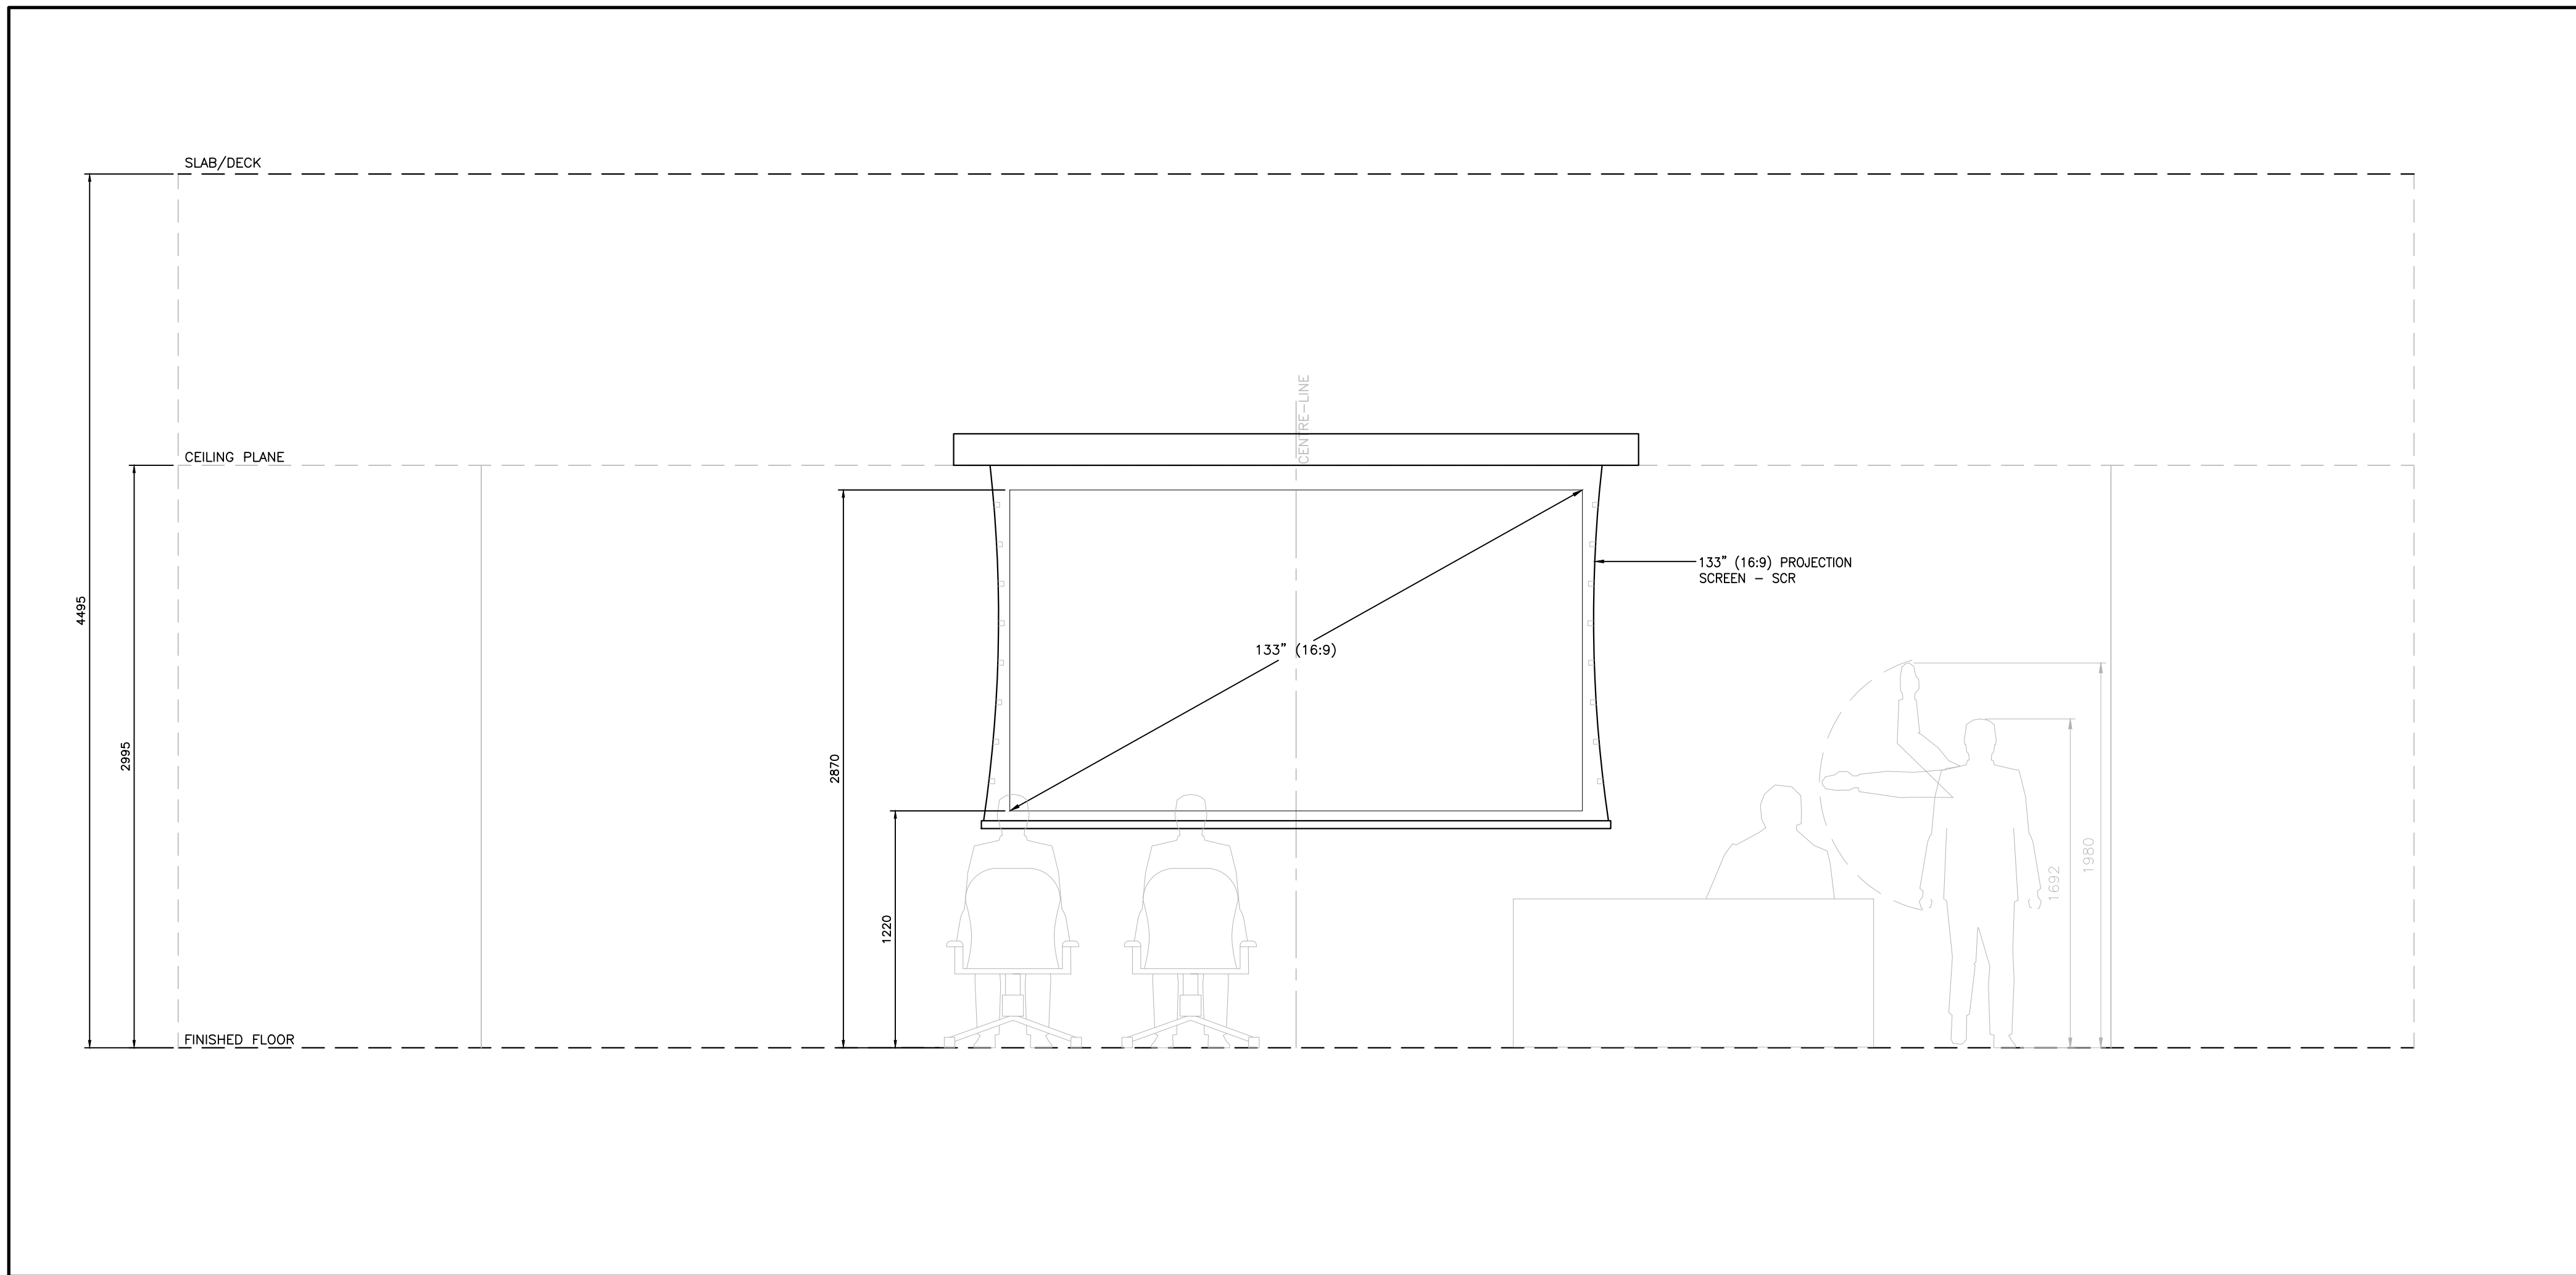 SLAB/DECK
CENTRE-LINE
CEILING PLANE
133” (16:9) PROJECTION
SCREEN - SCR
4495
133” (16:9)
2995
2870
1980
1692
1220
FINISHED FLOOR